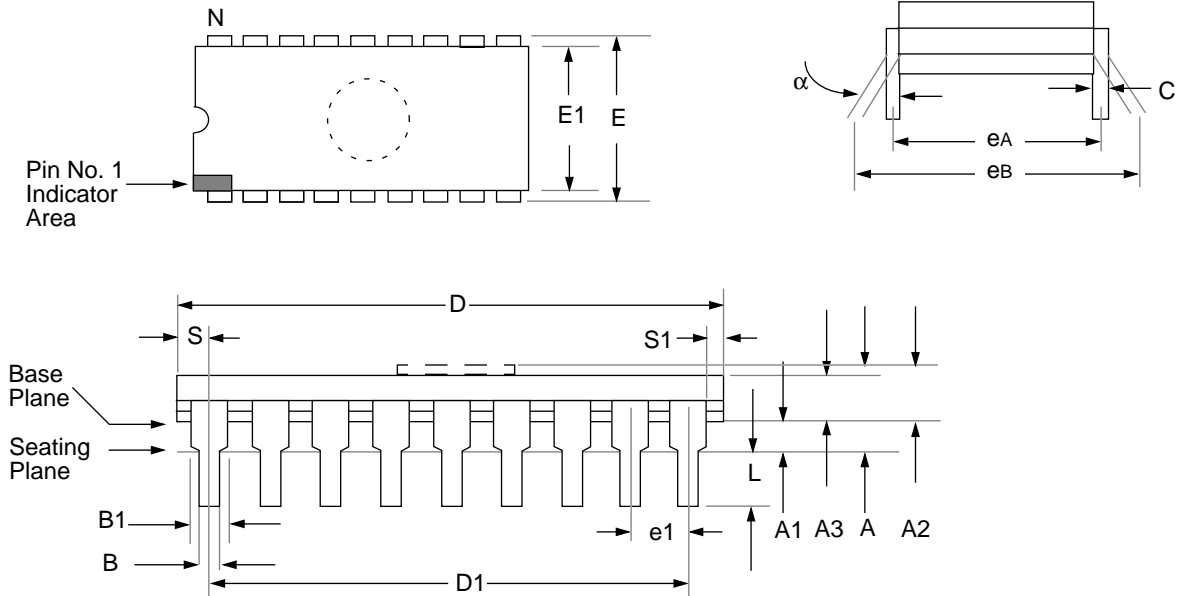 N
E1
E
Pin No. 1
Indicator
Area
α
C
eA
eB
D
S
S1
Base
Plane
Seating
Plane
L
B1
B
e1
A1
A3
A
A2
D1